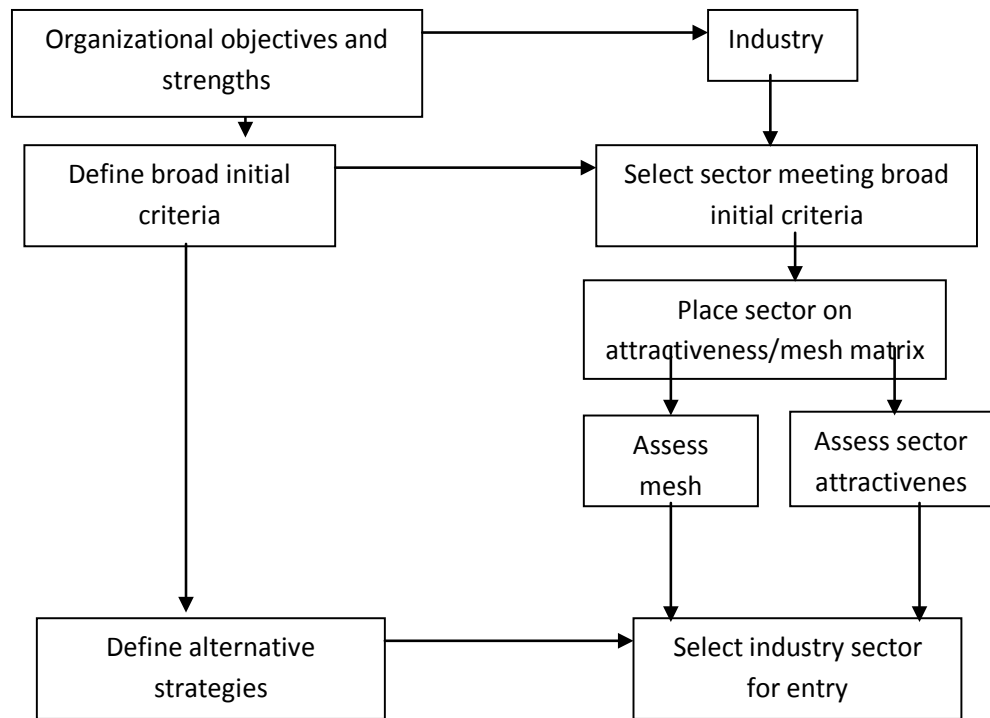 Organizational objectives and
strengths
Industry
Define broad initial
criteria
Select sector meeting broad
initial criteria
Place sector on
attractiveness/mesh matrix
Assess
mesh
Assess sector
attractivenes
Define alternative
strategies
Select industry sector
for entry